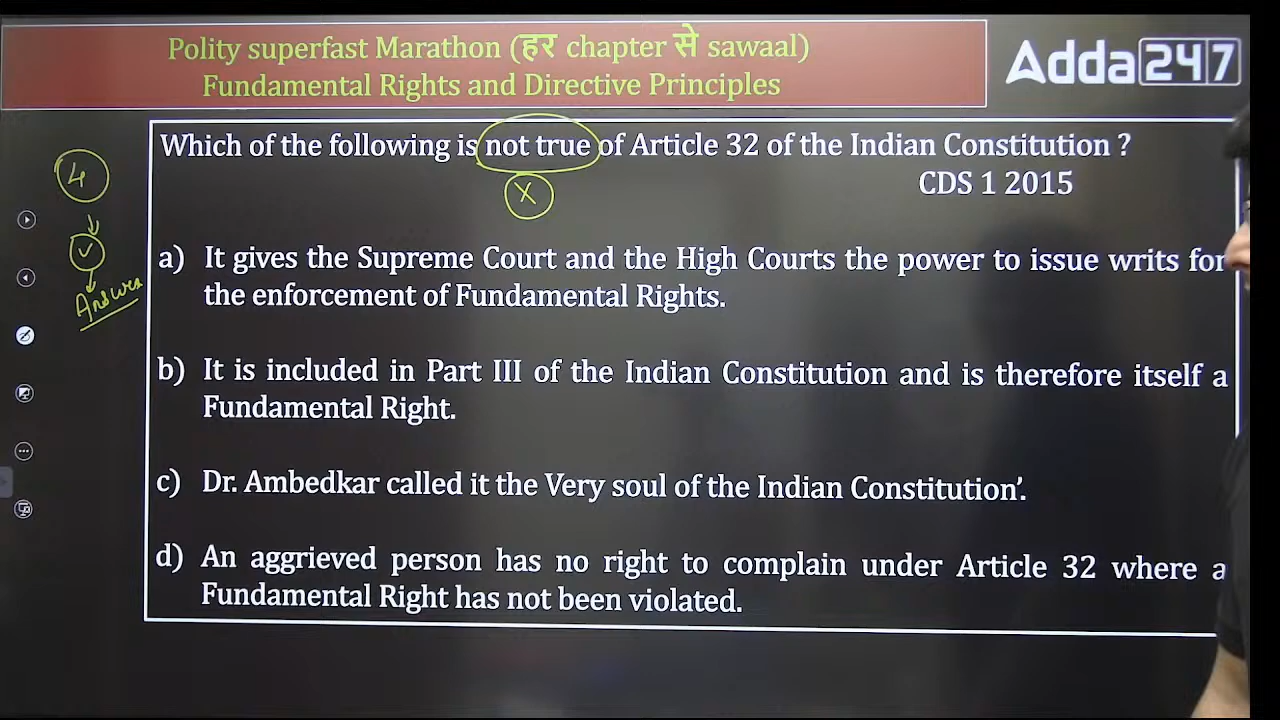 Polity superfast Marathon (हर chapter से sawaal)
Fundamental Rights and Directive Principles
Adda247
Which of the following is not true of Article 32 of the Indian Constitution ?
CDS 1 2015
4
X
Answer
a) It gives the Supreme Court and the High Courts the power to issue writs for
the enforcement of Fundamental Rights.
b) It is included in Part III of the Indian Constitution and is therefore itself a
Fundamental Right.
c) Dr. Ambedkar called it the Very soul of the Indian Constitution'.
d) An aggrieved person has no right to complain under Article 32 where a
Fundamental Right has not been violated.